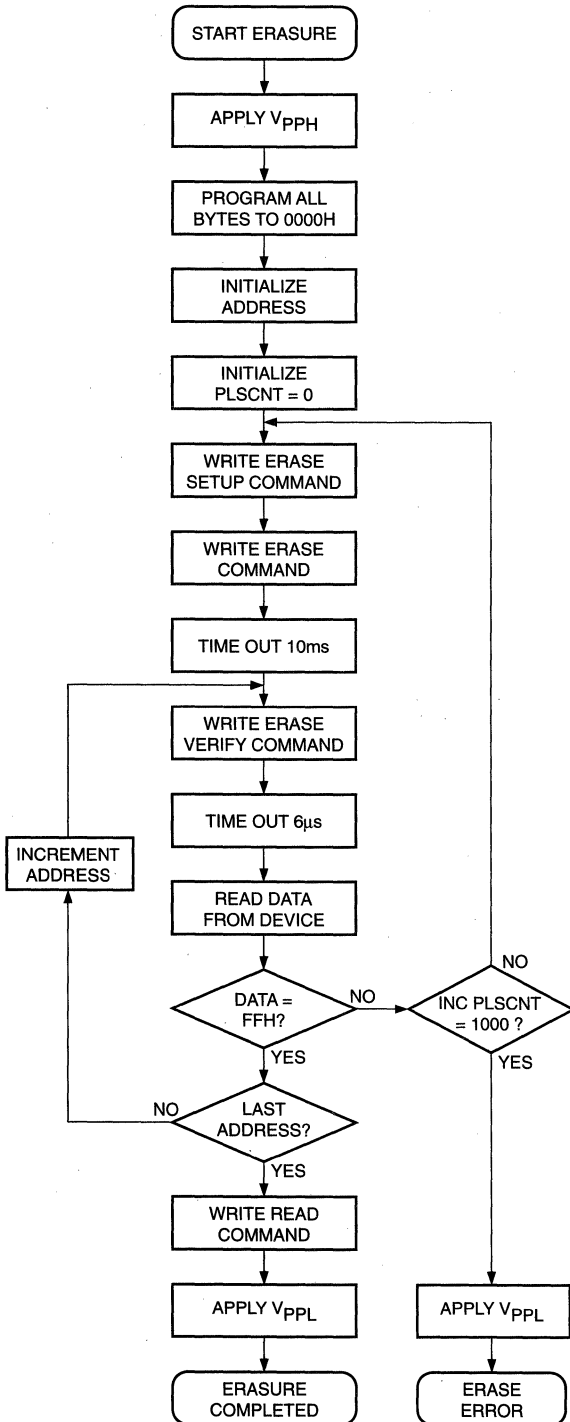 START ERASURE
APPLY VPPH
PROGRAM ALL
BYTES TO 0000H
INITIALIZE
ADDRESS
INITIALIZE
PLSCNT = 0
WRITE ERASE
SETUP COMMAND
WRITE ERASE
COMMAND
TIME OUT 10ms
WRITE ERASE
VERIFY COMMAND
TIME OUT 6μs
INCREMENT
ADDRESS
READ DATA
FROM DEVICE
DATA =
FFH?
NO
YES
INC PLSCNT
= 1000 ?
NO
YES
LAST
ADDRESS?
NO
YES
WRITE READ
COMMAND
APPLY VPPL
APPLY VPPL
ERASURE
COMPLETED
ERASE
ERROR